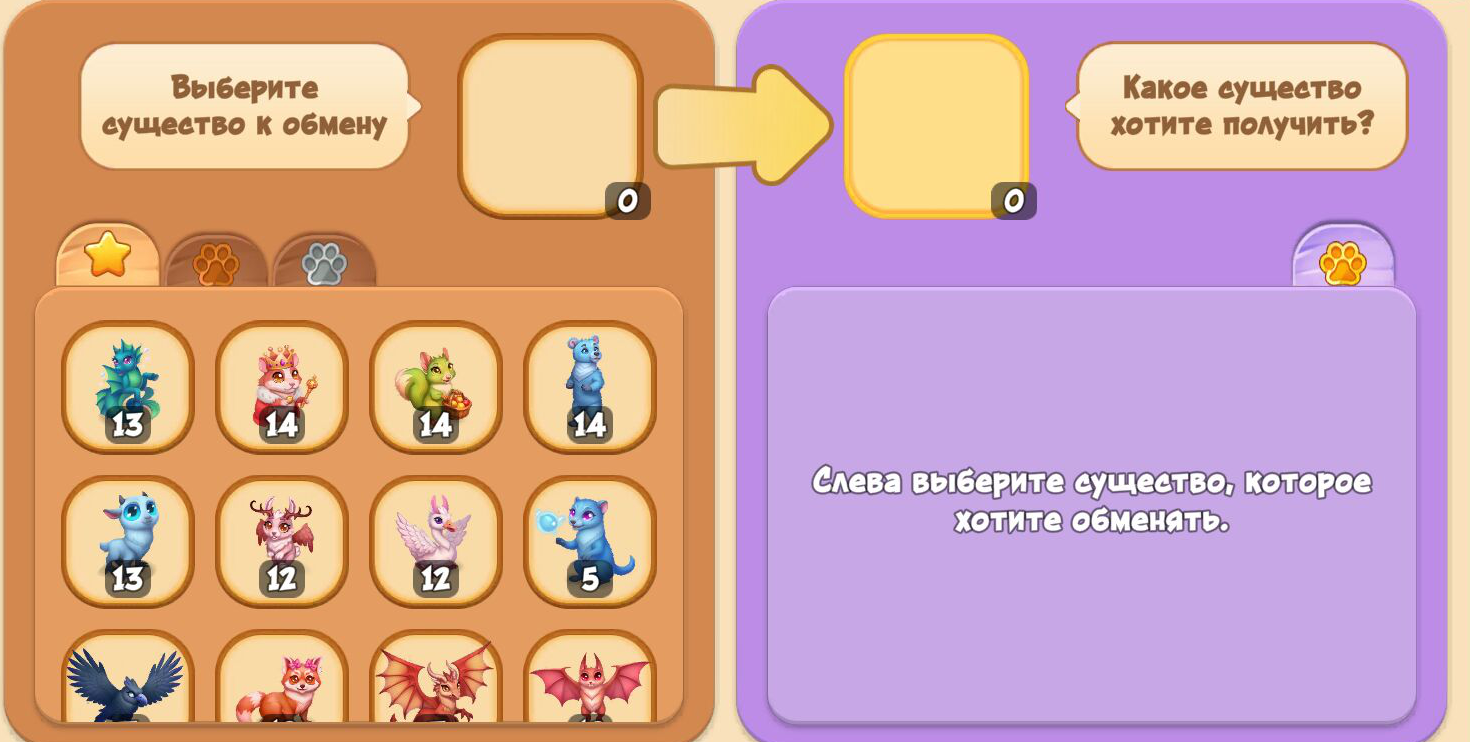 Выберите
существо к обмену
0
0
Какое существо
хотите получить?
13
14
14
14
13
12
12
5
Слева выберите существо, которое
хотите обменять.